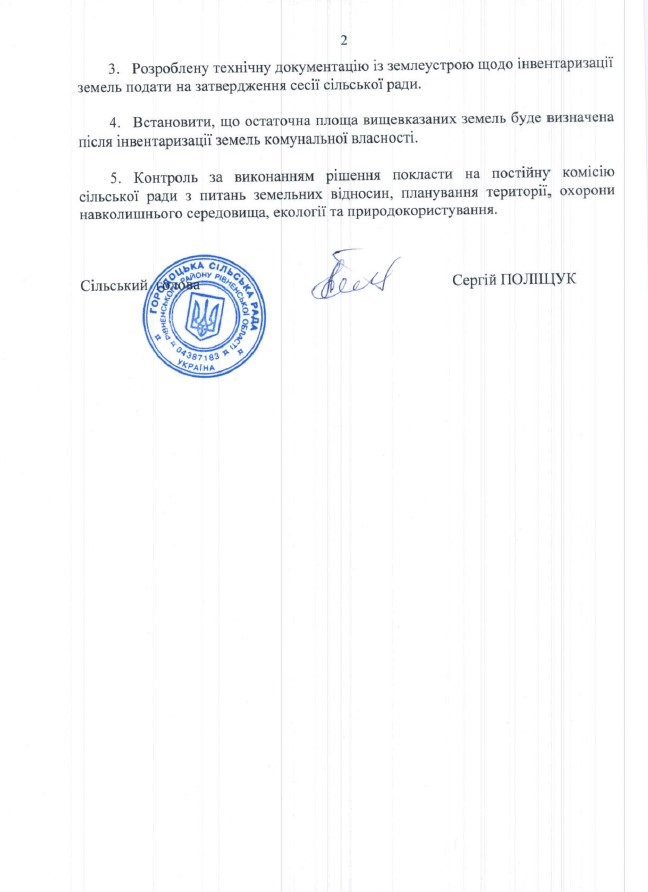 2
3. Розроблену технічну документацію із землеустрою щодо інвентаризації
земель подати на затвердження сесії сільської ради.
4. Встановити, що остаточна площа вищевказаних земель буде визначена
після інвентаризації земель комунальної власності.
5. Контроль за виконанням рішення покласти на постійну комісію
сільської ради з питань земельних відносин, планування території, охорони
навколишнього середовища, екології та природокористування.
Сільський голова
Сергій ПОЛІЩУК
ГОРОДОЦЬКА СІЛЬСЬКА РАДА
РІВНЕНСЬКОГО РАЙОНУ РІВНЕНСЬКОЇ ОБЛАСТІ
04387183
УКРАЇНА